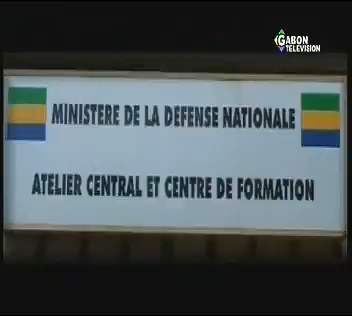 GABON
TELEVISION
MINISTERE DE LA DEFENSE NATIONALE
ATELIER CENTRAL ET CENTRE DE FORMATION